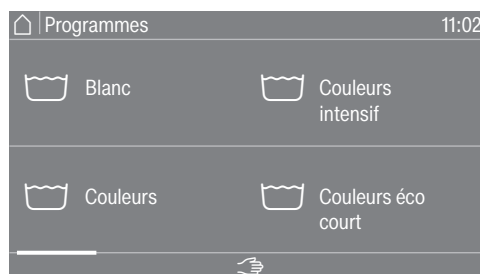 Programmes 11:02
Blanc
Couleurs
intensif
Couleurs
Couleurs éco
court